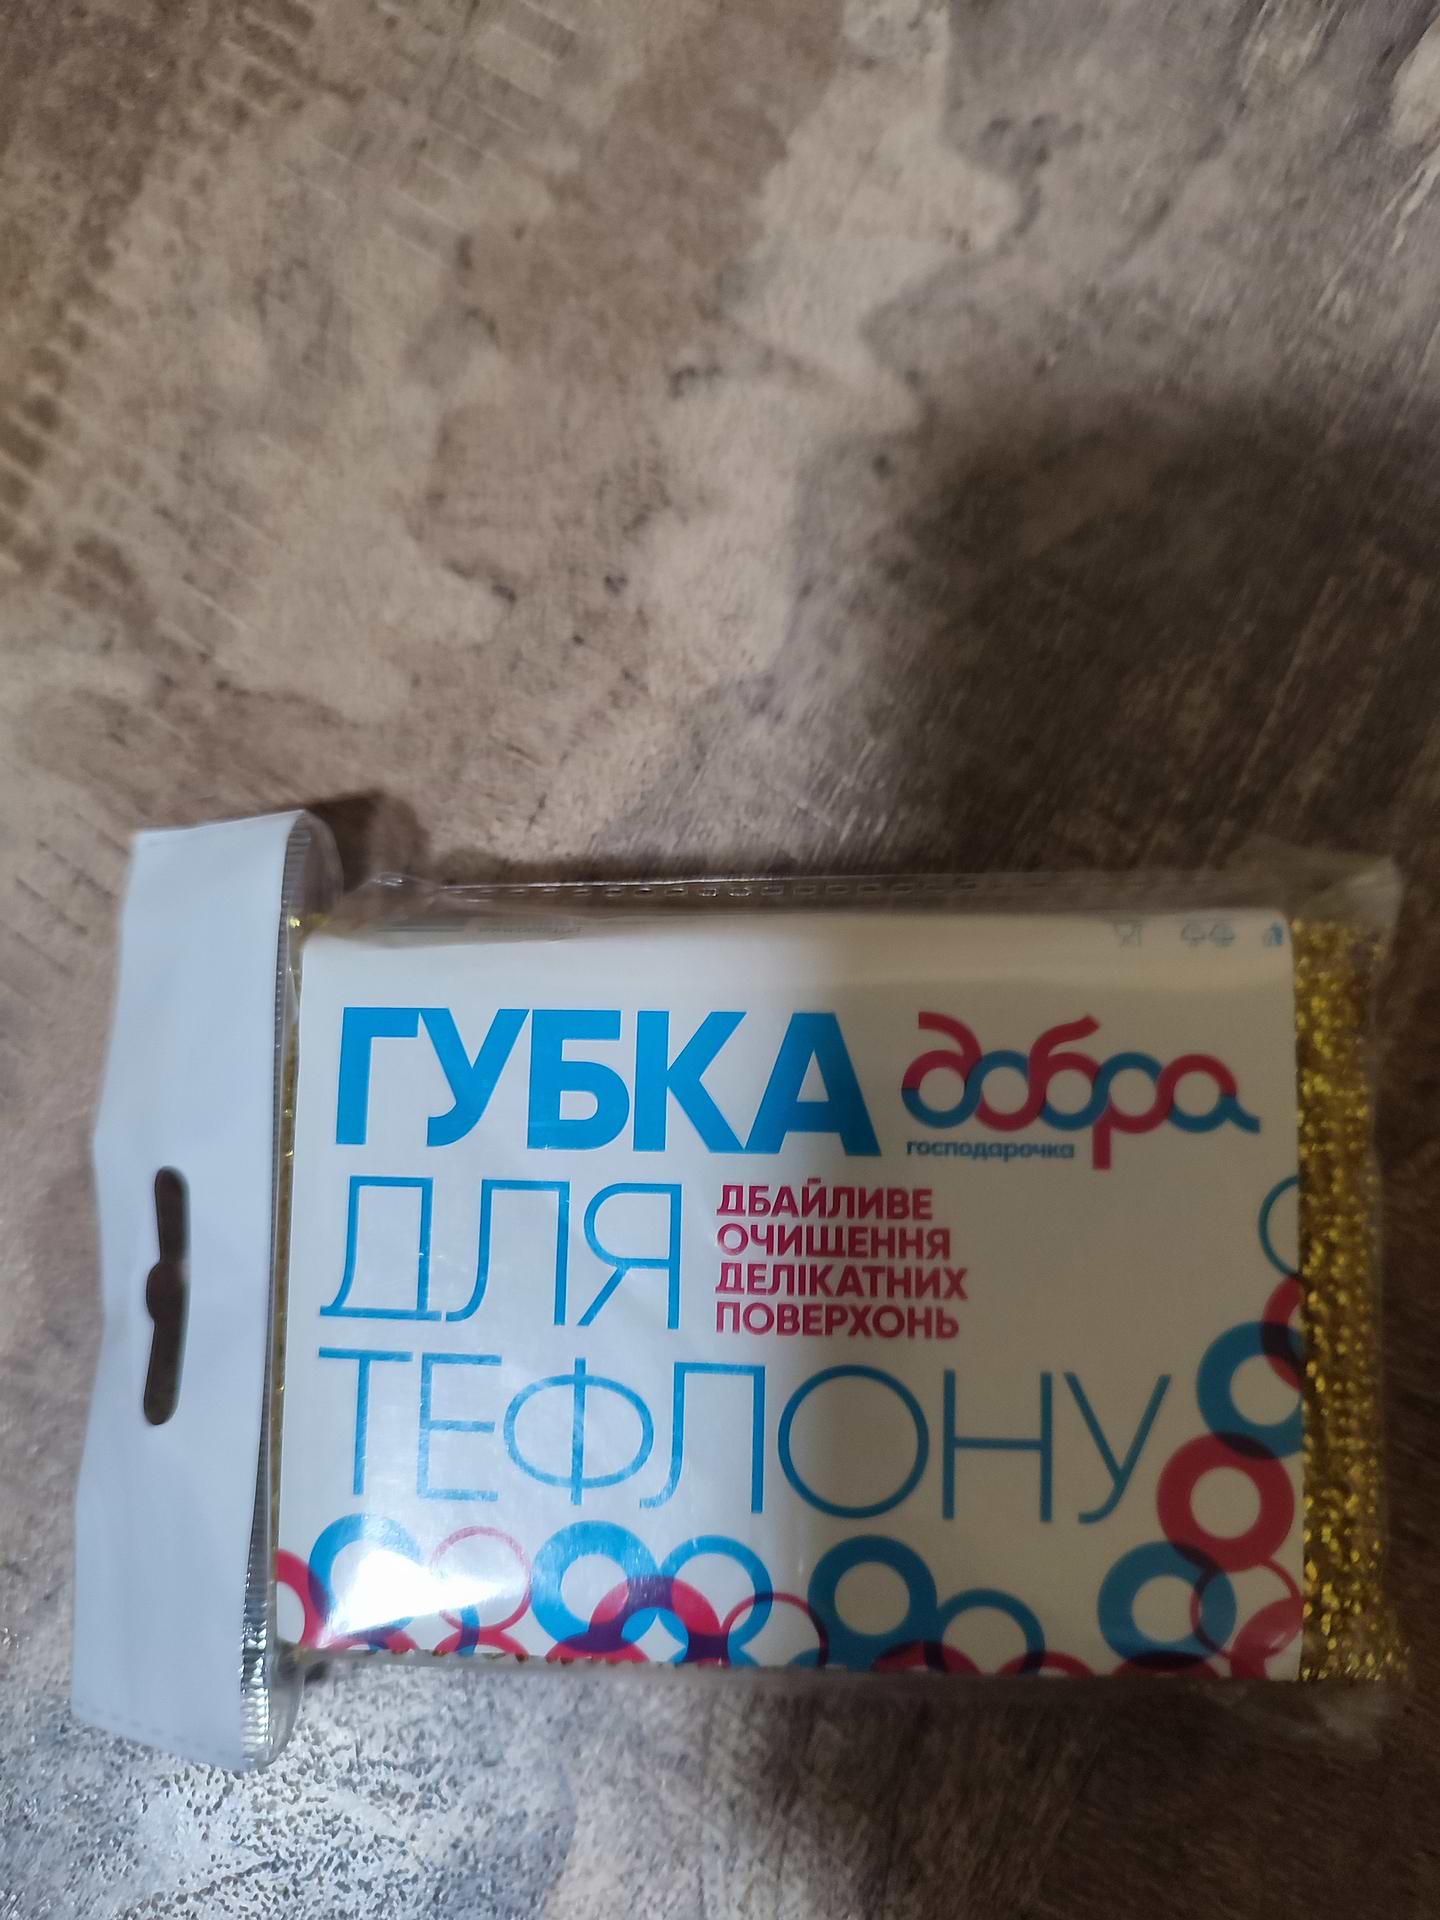 ГУБКА
добра
господарочка
ДЛЯ
ДБАЙЛИВЕ
ОЧИЩЕННЯ
ДЕЛІКАТНИХ
ПОВЕРХОНЬ
ТЕФЛОНУ